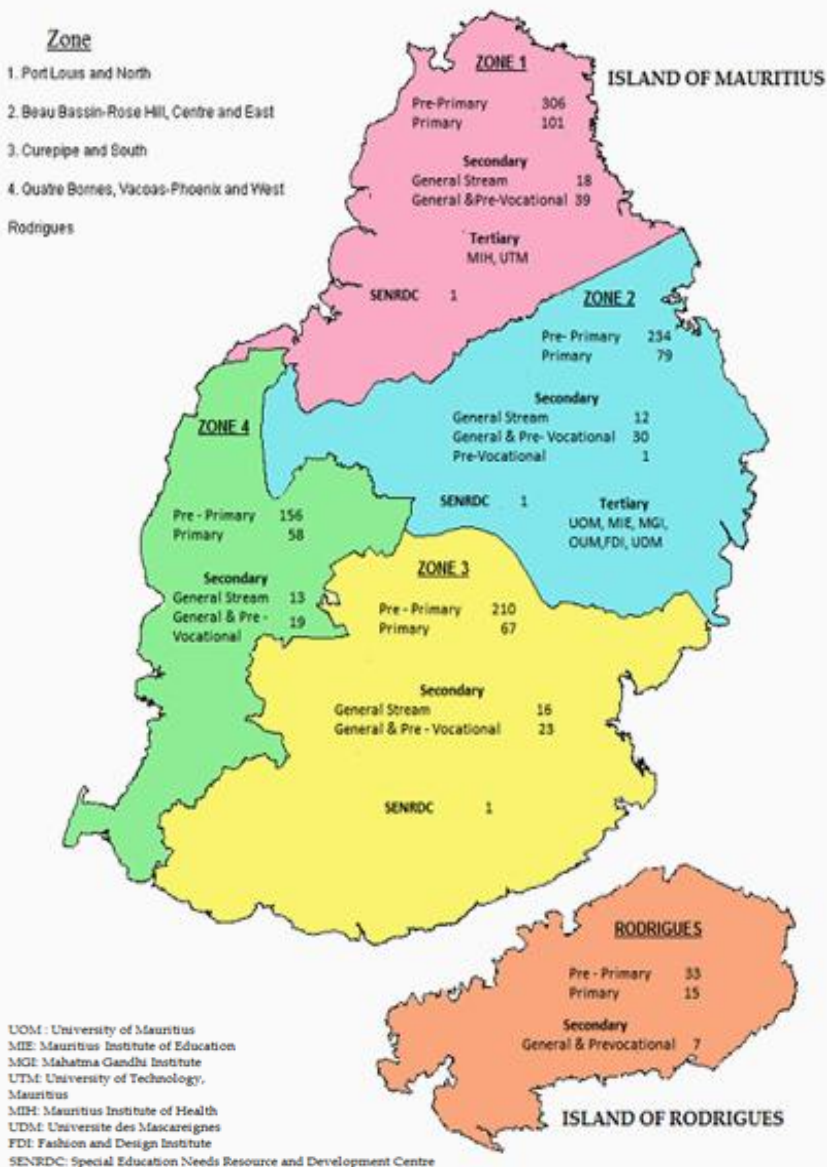 Zone
1. Port Louis and North
2. Beau Bassin-Rose Hill, Centre and East
3. Curepipe and South
4. Quatre Bornes, Vacoas-Phoenix and West
Rodrigues
ISLAND OF MAURITIUS
ZONE 1
Pre-Primary 306
Primary 101
Secondary
General Stream 18
General &Pre-Vocational 39
Tertiary
MIH, UTM
SENRDC 1
ZONE 2
Pre- Primary 234
Primary 79
Secondary
General Stream 12
General & Pre- Vocational 30
Pre-Vocational 1
SENRDC 1
Tertiary
UOM, MIE, MGI,
OUM,FDI, UDM
ZONE 4
Pre - Primary 156
Primary 58
Secondary
General Stream 13
General & Pre - Vocational 19
ZONE 3
Pre - Primary 210
Primary 67
Secondary
General Stream 16
General & Pre - Vocational 23
SENRDC 1
RODRIGUES
Pre - Primary 33
Primary 15
Secondary
General & Prevocational 7
ISLAND OF RODRIGUES
UOM : University of Mauritius
MIE: Mauritius Institute of Education
MGI: Mahatma Gandhi Institute
UTM: University of Technology,
Mauritius
MIH: Mauritius Institute of Health
UDM: Universite des Mascareignes
FDI: Fashion and Design Institute
SENRDC: Special Education Needs Resource and Development Centre